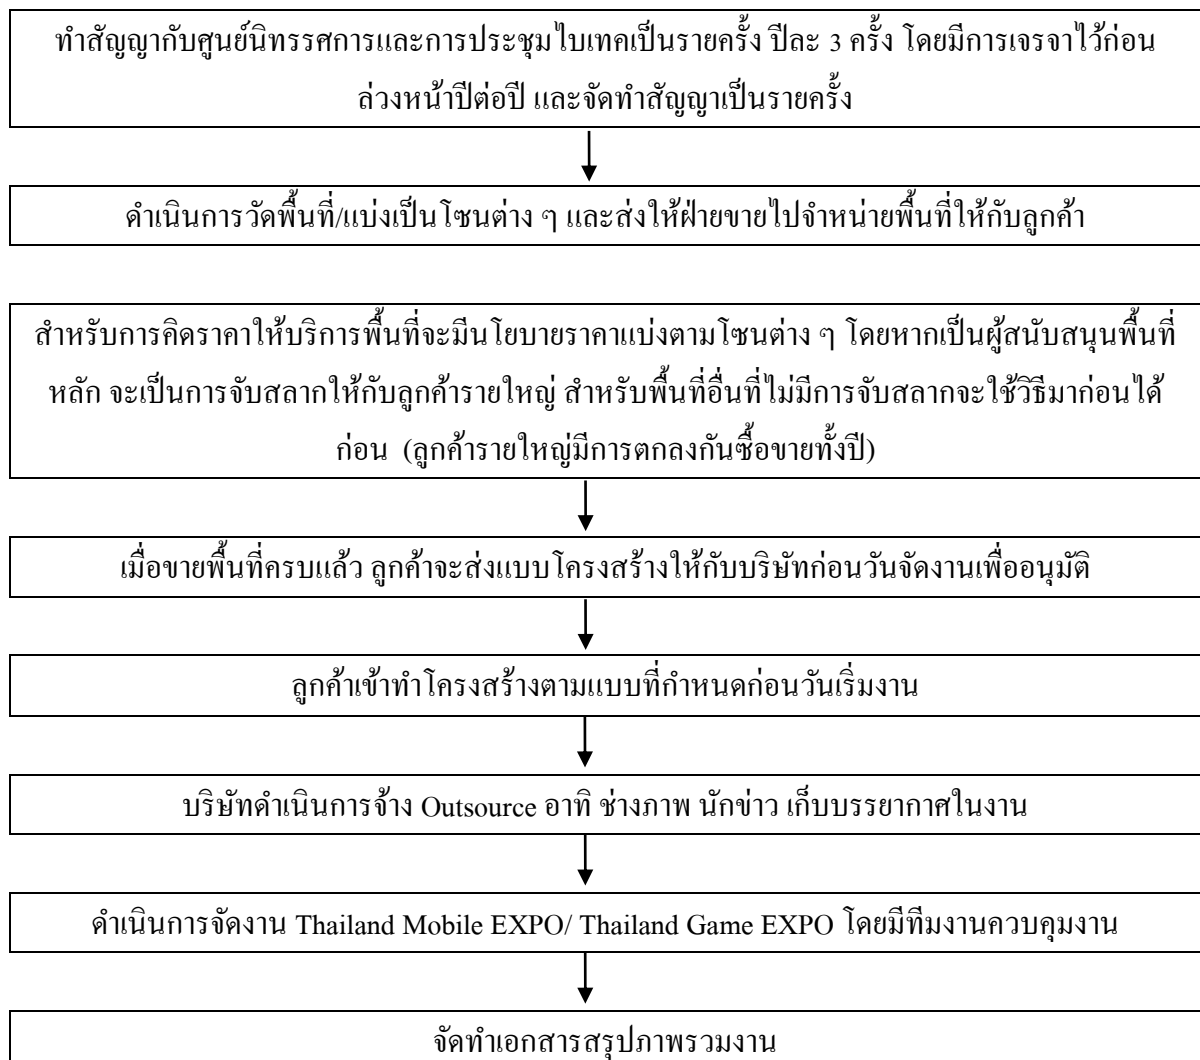 ทำสัญญากับศูนย์นิทรรศการและการประชุมไบเทคเป็นรายครั้ง ปีละ 3 ครั้ง โดยมีการเจรจาไว้ก่อน
ล่วงหน้าปีต่อปี และจัดทำสัญญาเป็นรายครั้ง
ดำเนินการวัดพื้นที่/แบ่งเป็นโซนต่าง ๆ และส่งให้ฝ่ายขายไปจำหน่ายพื้นที่ให้กับลูกค้า
สำหรับการคิดราคาให้บริการพื้นที่จะมีนโยบายราคาแบ่งตามโซนต่าง ๆ โดยหากเป็นผู้สนับสนุนพื้นที่
หลัก จะเป็นการจับสลากให้กับลูกค้ารายใหญ่ สำหรับพื้นที่อื่นที่ไม่มีการจับสลากจะใช้วิธีมาก่อนได้
ก่อน (ลูกค้ารายใหญ่มีการตกลงกันซื้อขายทั้งปี)
เมื่อขายพื้นที่ครบแล้ว ลูกค้าจะส่งแบบโครงสร้างให้กับบริษัทก่อนวันจัดงานเพื่ออนุมัติ
ลูกค้าเข้าทำโครงสร้างตามแบบที่กำหนดก่อนวันเริ่มงาน
บริษัทดำเนินการจ้าง Outsource อาทิ ช่างภาพ นักข่าว เก็บบรรยากาศในงาน
ดำเนินการจัดงาน Thailand Mobile EXPO/ Thailand Game EXPO โดยมีทีมงานควบคุมงาน
จัดทำเอกสารสรุปภาพรวมงาน